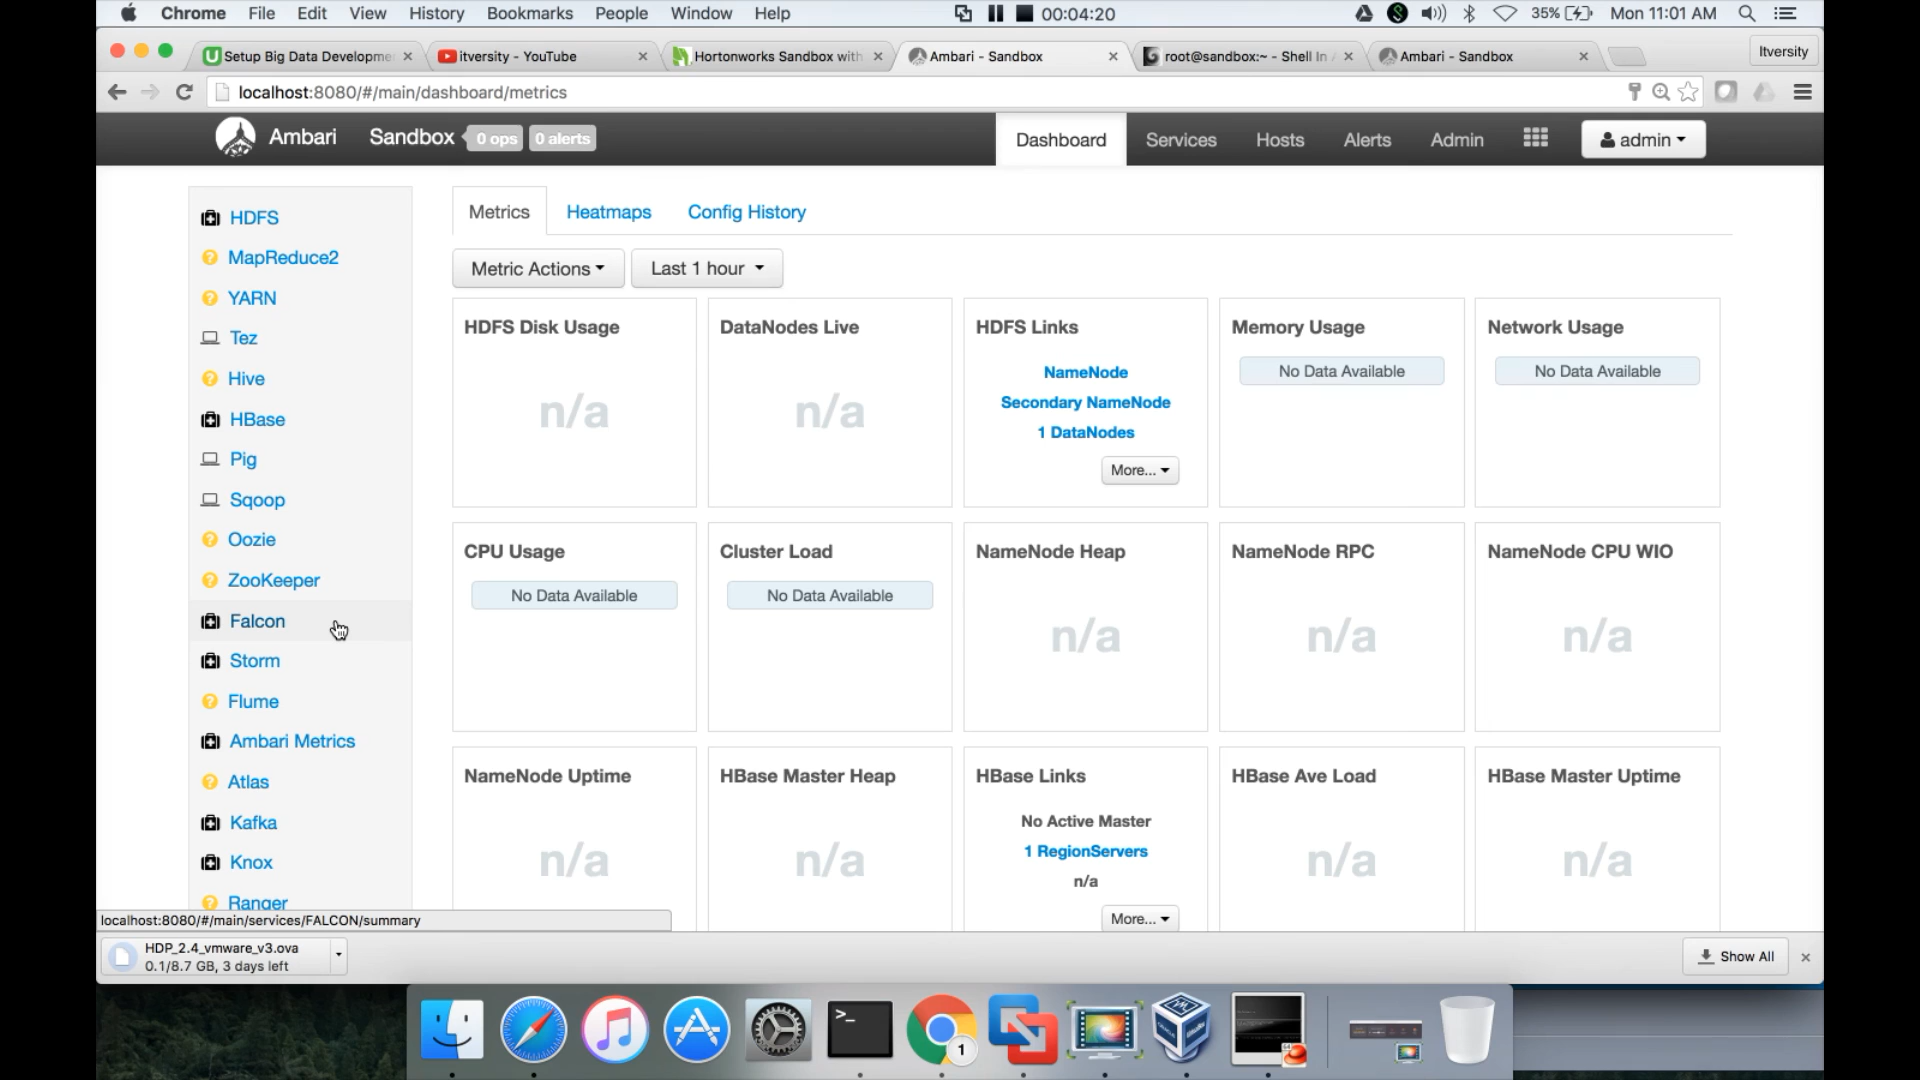 Chrome File Edit View History Bookmarks People Window Help 00:04:20 35% Mon 11:01 AM
Setup Big Data Developme itversity - YouTube Hortonworks Sandbox with Ambari - Sandbox root@sandbox:~ - Shell In Ambari - Sandbox Itversity
localhost:8080/#/main/dashboard/metrics
Ambari Sandbox 0 ops 0 alerts Dashboard Services Hosts Alerts Admin admin
HDFS
MapReduce2
YARN
Tez
Hive
HBase
Pig
Sqoop
Oozie
ZooKeeper
Falcon
Storm
Flume
Ambari Metrics
Atlas
Kafka
Knox
Ranger
Metrics Heatmaps Config History
Metric Actions Last 1 hour
HDFS Disk Usage
n/a
DataNodes Live
n/a
HDFS Links
NameNode
Secondary NameNode
1 DataNodes
More...
Memory Usage
No Data Available
Network Usage
No Data Available
CPU Usage
No Data Available
Cluster Load
No Data Available
NameNode Heap
n/a
NameNode RPC
n/a
NameNode CPU WIO
n/a
NameNode Uptime
n/a
HBase Master Heap
n/a
HBase Links
No Active Master
1 RegionServers
n/a
More...
HBase Ave Load
n/a
HBase Master Uptime
n/a
localhost:8080/#/main/services/FALCON/summary
HDP_2.4_vmware_v3.ova
0.1/8.7 GB, 3 days left
Show All
1